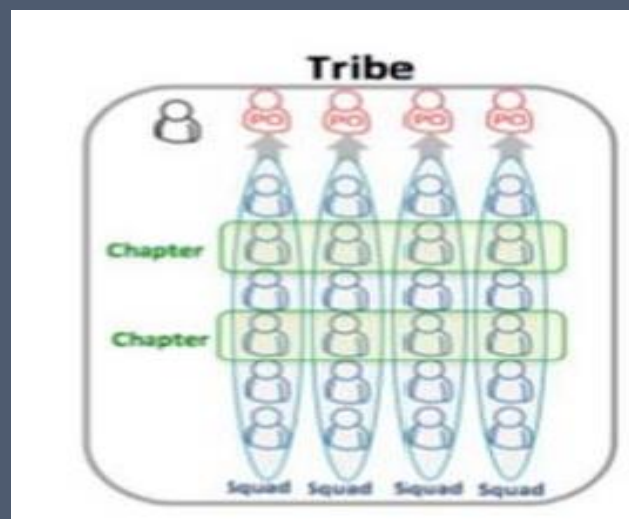 Tribe
PO PO PO PO
Chapter
Chapter
Squad Squad Squad Squad